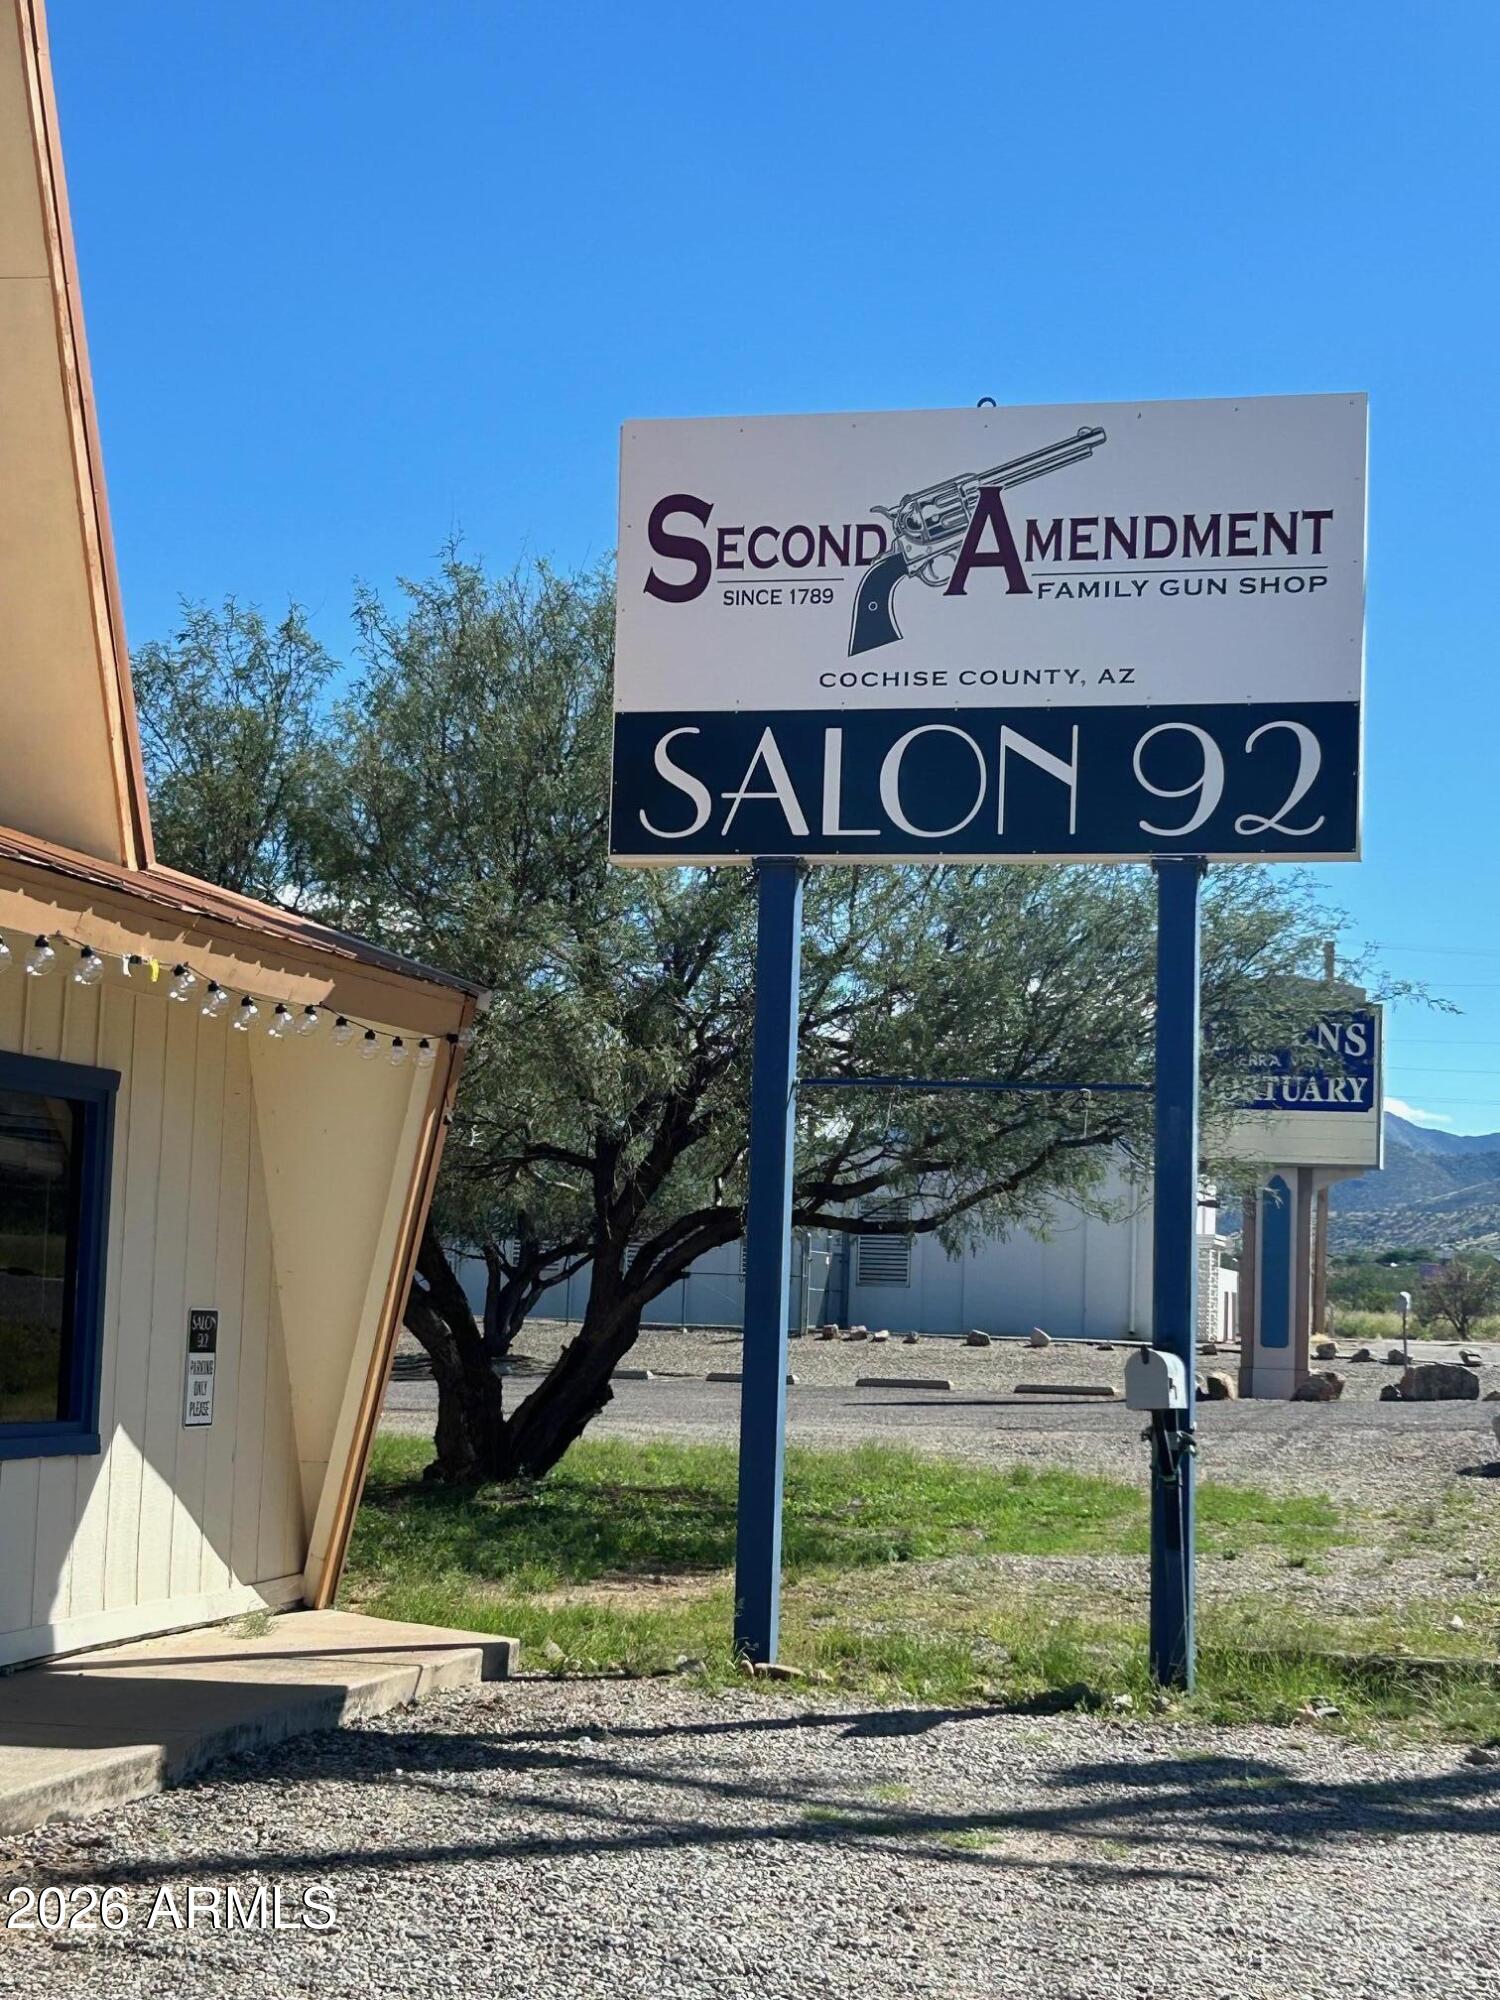 SECOND AMENDMENT
SINCE 1789
FAMILY GUN SHOP
COCHISE COUNTY, AZ
SALON 92
NS
SALON
92
PARKING
ONLY
PLEASE
2026 ARMLS